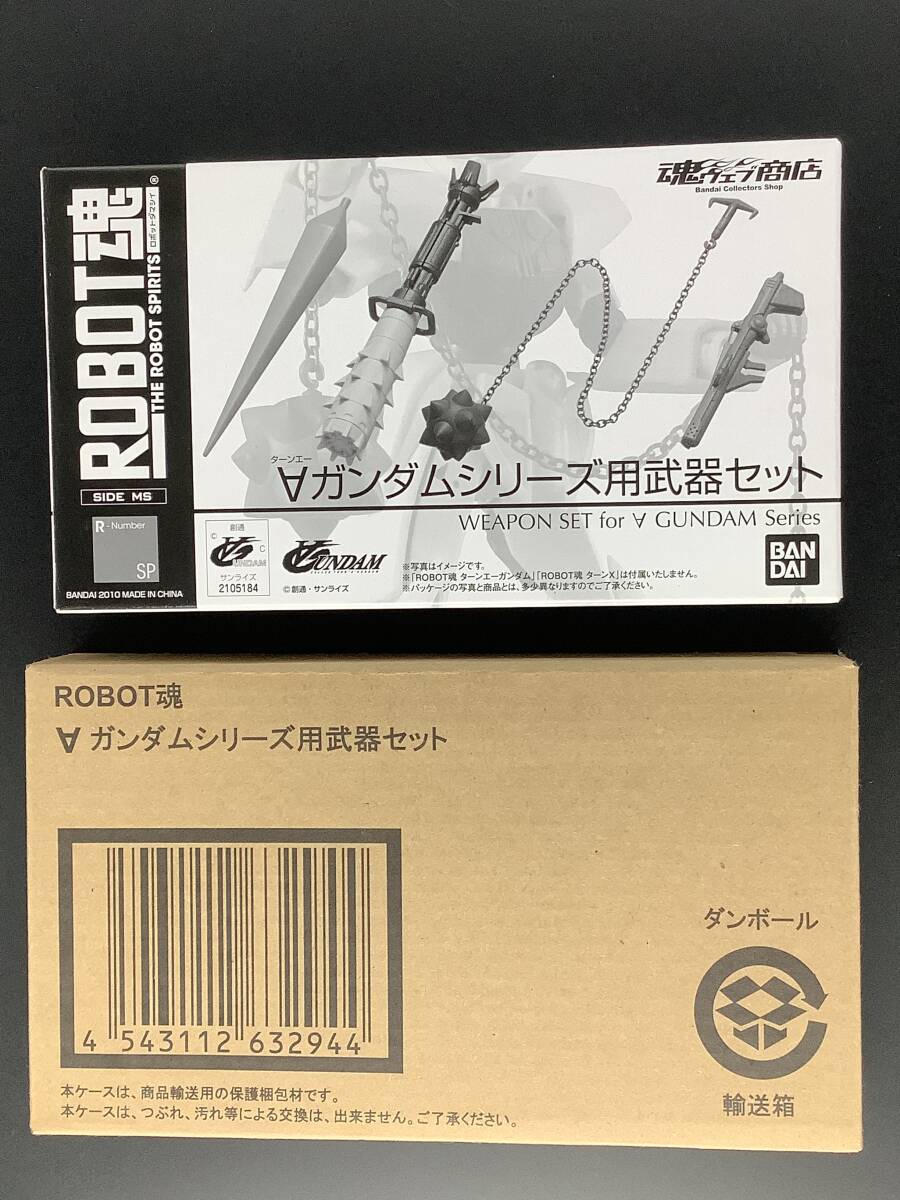 ROBOT魂
THE ROBOT SPIRITS
ロボットダマシイ
®
SIDE MS
R - Number
SP
BANDAI 2010 MADE IN CHINA
魂ウェブ商店
Bandai Collectors Shop
ターンエー
∀ガンダムシリーズ用武器セット
WEAPON SET for ∀ GUNDAM Series
創通
サンライズ
2105184
GUNDAM
©創通・サンライズ
※写真はイメージです。
※「ROBOT魂 ターンエーガンダム」「ROBOT魂 ターンX」は付属いたしません。
※パッケージの写真と商品とは、多少異なりますのでご了承ください。
BAN
DAI
ROBOT魂
∀ ガンダムシリーズ用武器セット
4 543112 632944
ダンボール
輸送箱
本ケースは、商品輸送用の保護梱包材です。
本ケースは、つぶれ、汚れ等による交換は、出来ません。ご了承ください。